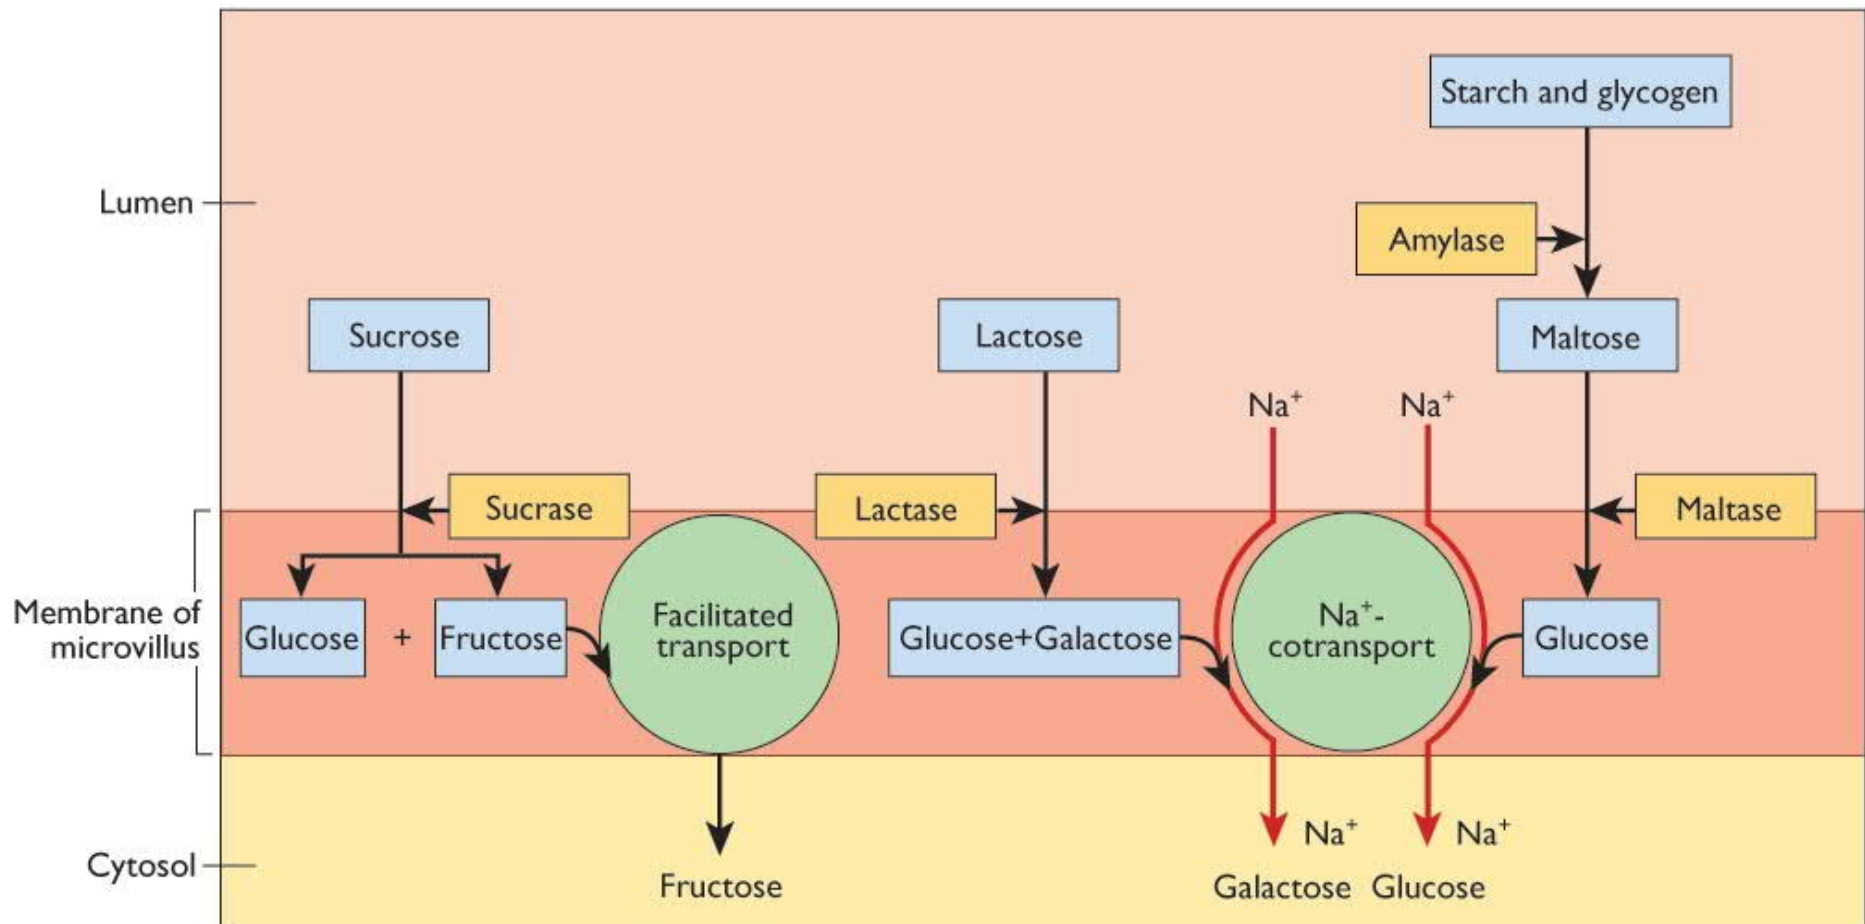 Starch and glycogen
Lumen
Amylase
Sucrose
Lactose
Maltose
Na⁺
Na⁺
Sucrase
Lactase
Maltase
Membrane of
microvillus
Glucose
+
Fructose
Facilitated
transport
Glucose+Galactose
Na⁺-
cotransport
Glucose
Na⁺
Na⁺
Cytosol
Fructose
Galactose
Glucose